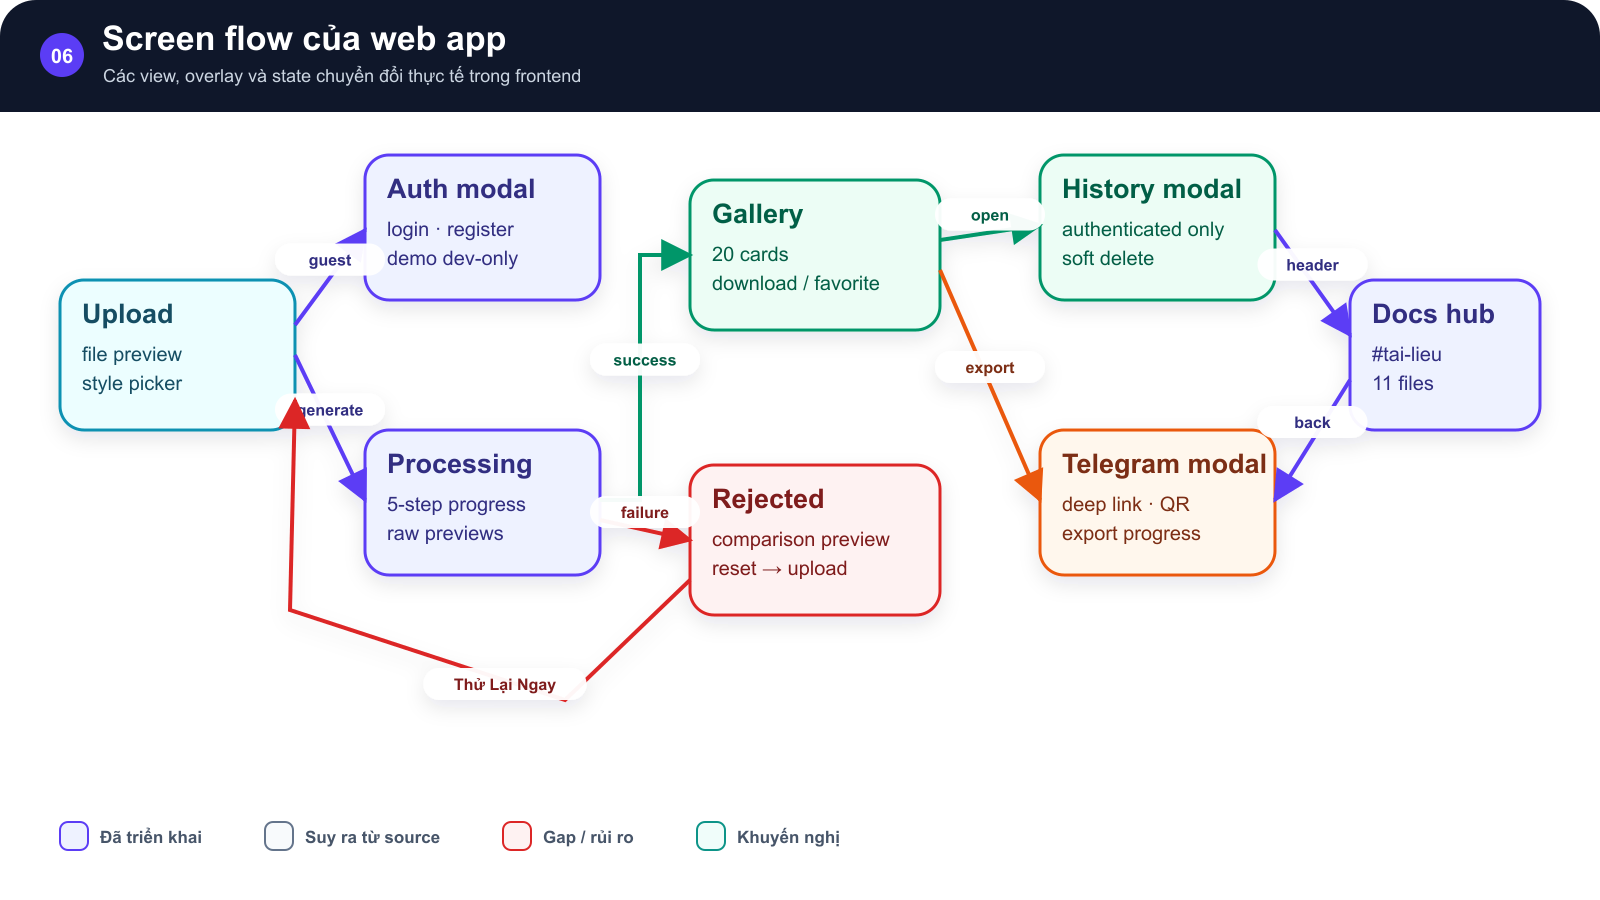 06
Screen flow của web app
Các view, overlay và state chuyển đổi thực tế trong frontend
Auth modal
login · register
demo dev-only
Gallery
20 cards
download / favorite
History modal
authenticated only
soft delete
open
guest
header
Upload
file preview
style picker
Docs hub
#tai-lieu
11 files
success
export
generate
back
Processing
5-step progress
raw previews
failure
Rejected
comparison preview
reset → upload
Telegram modal
deep link · QR
export progress
Thử Lại Ngay
Đã triển khai
Suy ra từ source
Gap / rủi ro
Khuyến nghị